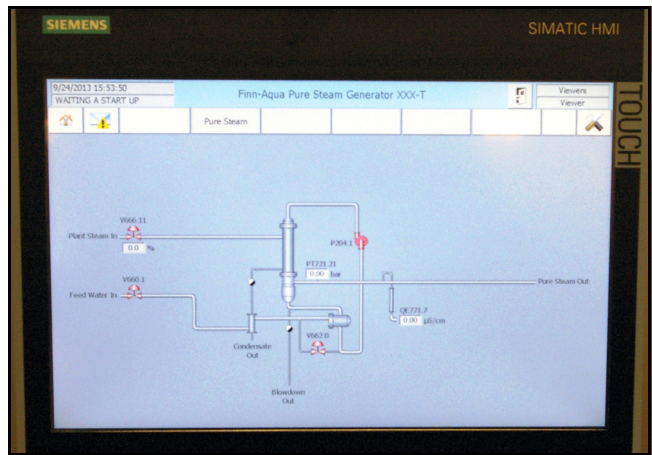 SIEMENS
SIMATIC HMI
TOUCH
9/24/2013 15:53:50
WAITING A START UP
Finn-Aqua Pure Steam Generator XXX-T
Viewers
Viewer
Pure Steam
V666.11
Plant Steam In
0.0 %
P204.1
PT721.21
0.00 bar
V660.1
Feed Water In
Pure Steam Out
QE771.7
0.00 µS/cm
V662.0
Condensate
Out
Blowdown
Out